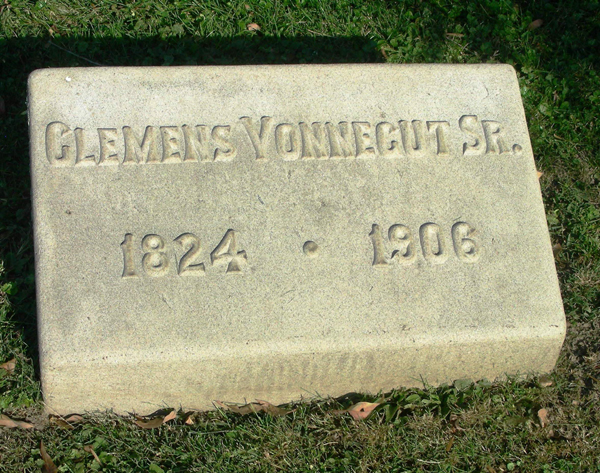 CLEMENS VONNEGUT SR.
1824 • 1906